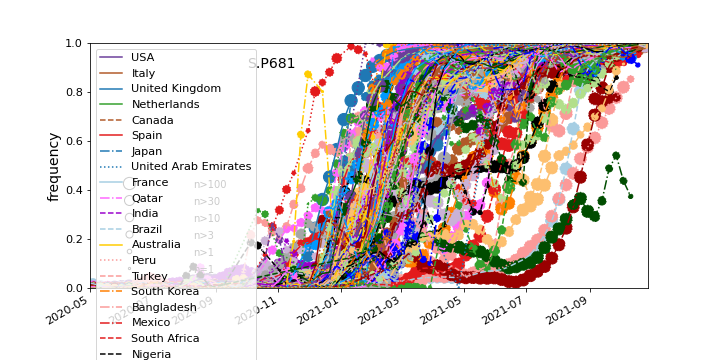 S.P681
1.0
0.8
0.6
0.4
0.2
0.0
frequency
USA
Italy
United Kingdom
Netherlands
Canada
Spain
Japan
United Arab Emirates
France
Qatar
India
Brazil
Australia
Peru
Turkey
South Korea
Bangladesh
Mexico
South Africa
Nigeria
n>100
n>30
n>10
n>3
n>1
2020-05
2020-09
2020-11
2021-01
2021-03
2021-05
2021-07
2021-09